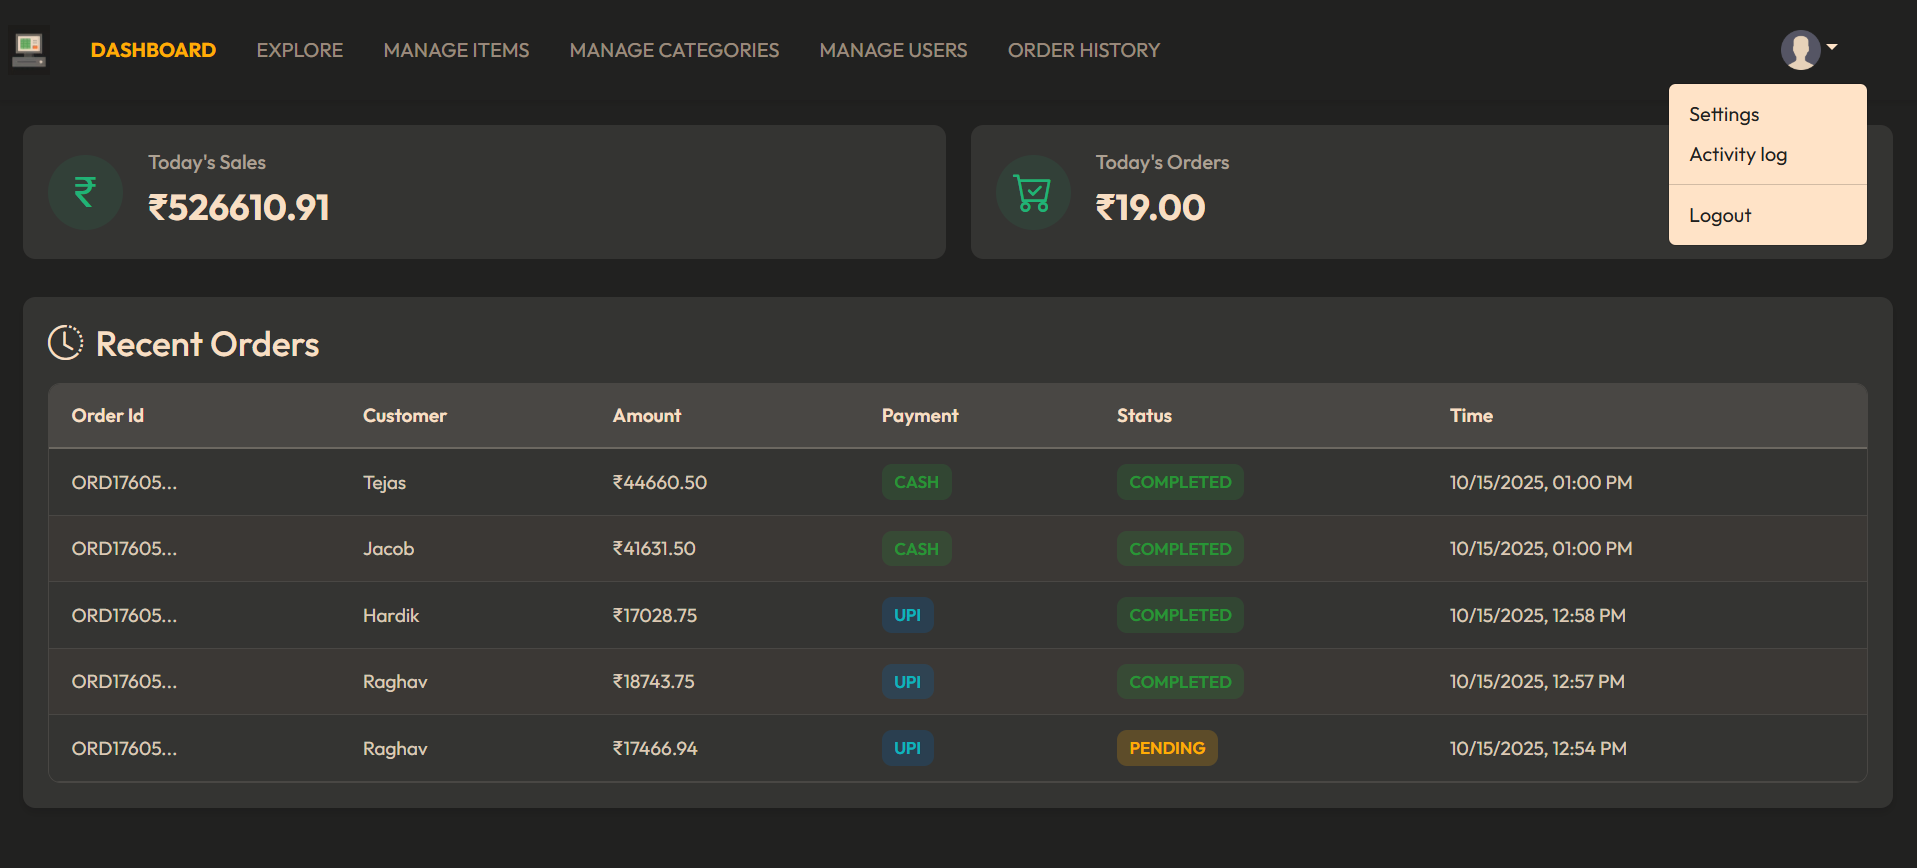 DASHBOARD EXPLORE MANAGE ITEMS MANAGE CATEGORIES MANAGE USERS ORDER HISTORY
Settings
Activity log
Logout
Today's Sales
₹526610.91
Today's Orders
₹19.00
Recent Orders
Order Id Customer Amount Payment Status Time
ORD17605... Tejas ₹44660.50 CASH COMPLETED 10/15/2025, 01:00 PM
ORD17605... Jacob ₹41631.50 CASH COMPLETED 10/15/2025, 01:00 PM
ORD17605... Hardik ₹17028.75 UPI COMPLETED 10/15/2025, 12:58 PM
ORD17605... Raghav ₹18743.75 UPI COMPLETED 10/15/2025, 12:57 PM
ORD17605... Raghav ₹17466.94 UPI PENDING 10/15/2025, 12:54 PM